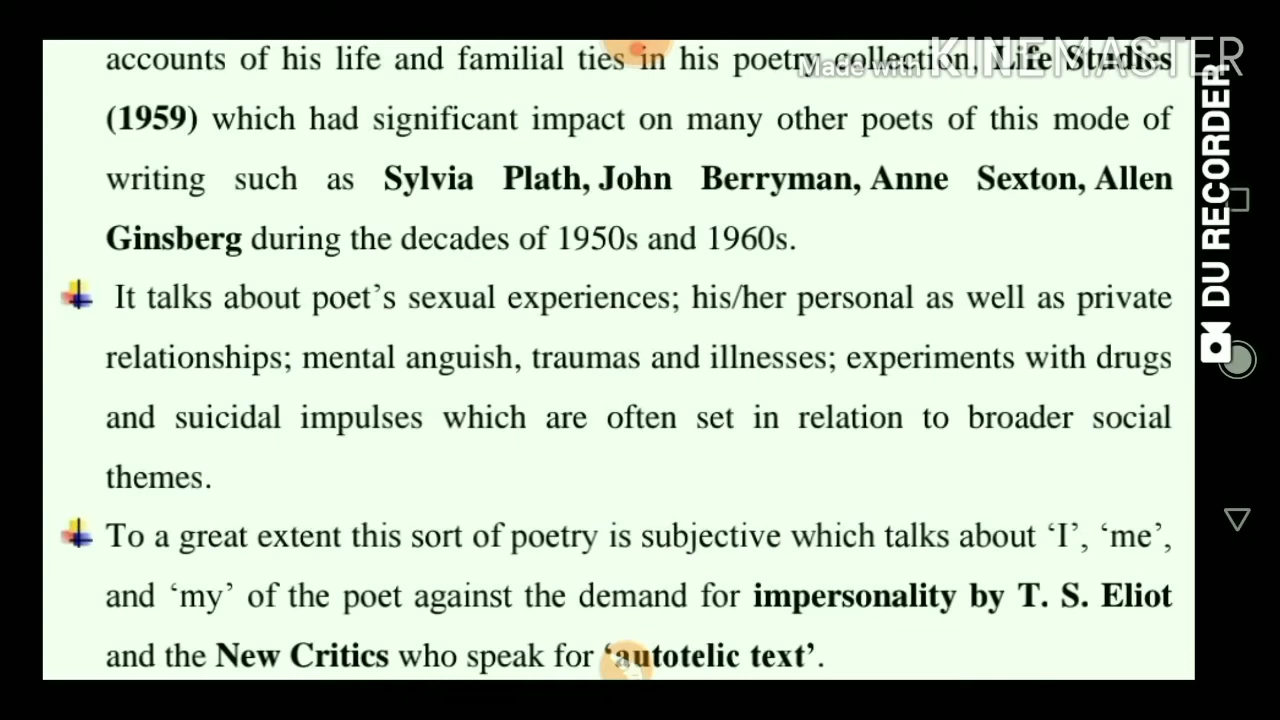 accounts of his life and familial ties in his poetry collection, Life Studies
Made with KINEMASTER
(1959) which had significant impact on many other poets of this mode of
writing such as Sylvia Plath, John Berryman, Anne Sexton, Allen
Ginsberg during the decades of 1950s and 1960s.
It talks about poet’s sexual experiences; his/her personal as well as private
relationships; mental anguish, traumas and illnesses; experiments with drugs
and suicidal impulses which are often set in relation to broader social
themes.
To a great extent this sort of poetry is subjective which talks about ‘I’, ‘me’,
and ‘my’ of the poet against the demand for impersonality by T. S. Eliot
and the New Critics who speak for ‘autotelic text’.
DU RECORDER